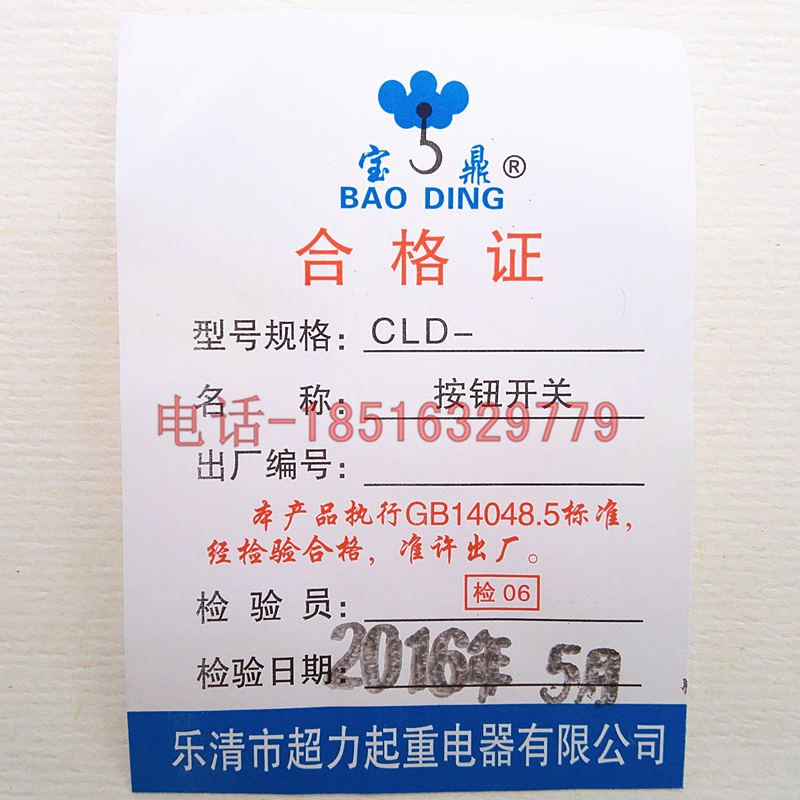 宝鼎®
BAO DING
合格证
型号规格：CLD-
名称：按钮开关
电话-18516329779
出厂编号：
本产品执行GB14048.5标准，
经检验合格，准许出厂。
检验员：检06
检验日期：2016年 5月
乐清市超力起重电器有限公司